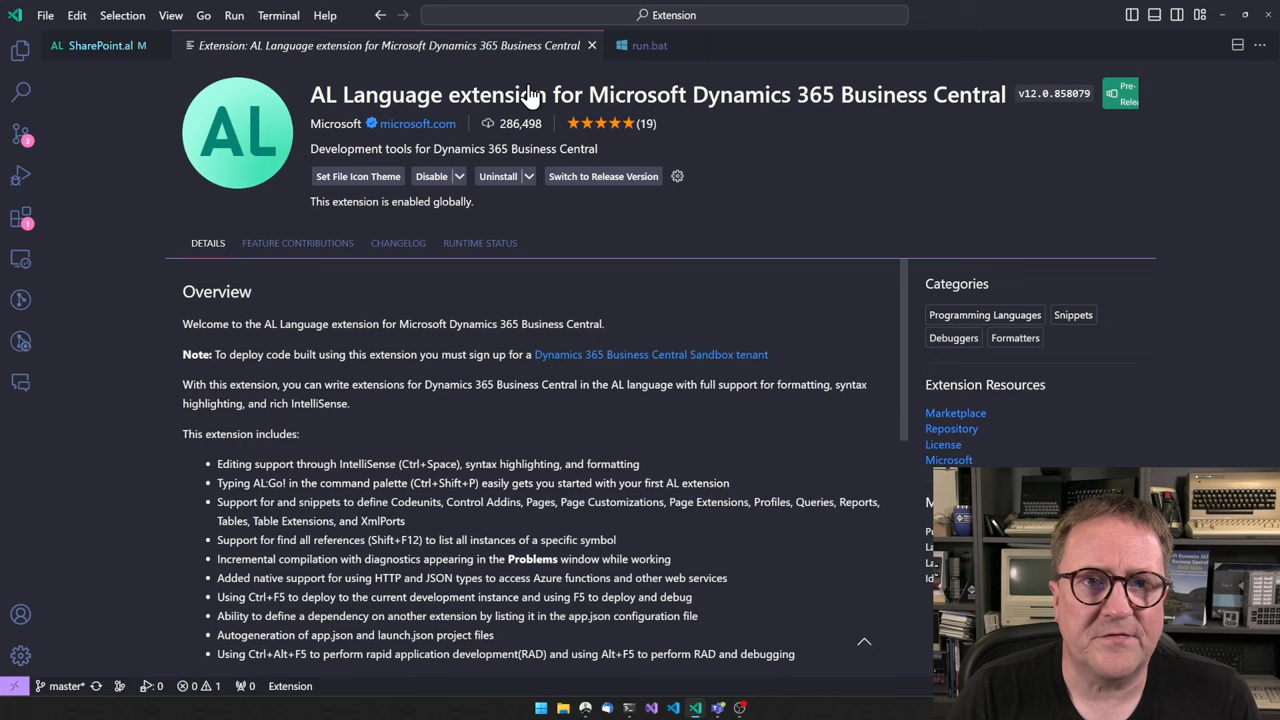 File Edit Selection View Go Run Terminal Help
Extension
AL SharePoint.al M
Extension: AL Language extension for Microsoft Dynamics 365 Business Central
run.bat
AL
AL Language extension for Microsoft Dynamics 365 Business Central
v12.0.858079
Pre-
Microsoft microsoft.com 286,498 (19)
Development tools for Dynamics 365 Business Central
Set File Icon Theme Disable Uninstall Switch to Release Version
This extension is enabled globally.
DETAILS FEATURE CONTRIBUTIONS CHANGELOG RUNTIME STATUS
Overview
Welcome to the AL Language extension for Microsoft Dynamics 365 Business Central.
Note: To deploy code built using this extension you must sign up for a Dynamics 365 Business Central Sandbox tenant
With this extension, you can write extensions for Dynamics 365 Business Central in the AL language with full support for formatting, syntax
highlighting, and rich IntelliSense.
This extension includes:
Editing support through IntelliSense (Ctrl+Space), syntax highlighting, and formatting
Typing AL:Go! in the command palette (Ctrl+Shift+P) easily gets you started with your first AL extension
Support for and snippets to define Codeunits, Control Addins, Pages, Page Customizations, Page Extensions, Profiles, Queries, Reports,
Tables, Table Extensions, and XmlPorts
Support for find all references (Shift+F12) to list all instances of a specific symbol
Incremental compilation with diagnostics appearing in the Problems window while working
Added native support for using HTTP and JSON types to access Azure functions and other web services
Using Ctrl+F5 to deploy to the current development instance and using F5 to deploy and debug
Ability to define a dependency on another extension by listing it in the app.json configuration file
Autogeneration of app.json and launch.json project files
Using Ctrl+Alt+F5 to perform rapid application development(RAD) and using Alt+F5 to perform RAD and debugging
Categories
Programming Languages Snippets
Debuggers Formatters
Extension Resources
Marketplace
Repository
License
Microsoft
3
1
master* 0 0 1 0 Extension